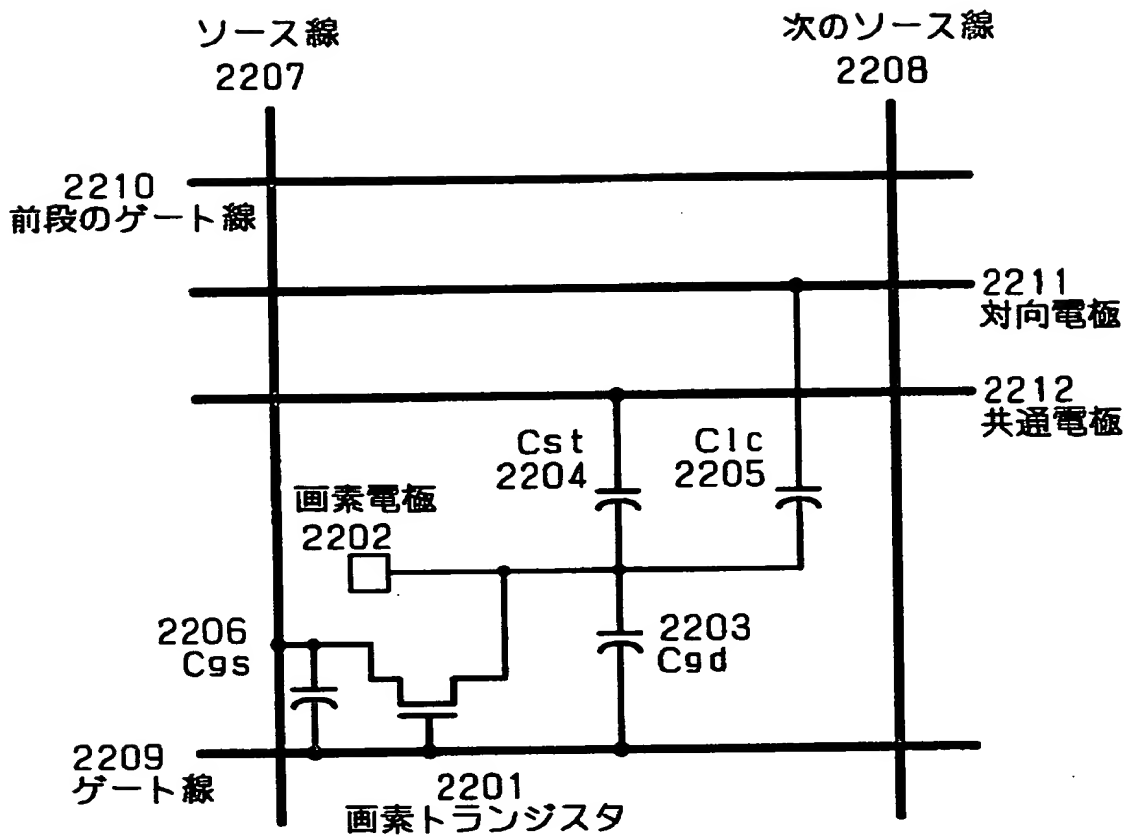 ソース線
2207
次のソース線
2208
2210
前段のゲート線
2211
対向電極
2212
共通電極
Cst
2204
Clc
2205
画素電極
2202
2206
Cgs
2203
Cgd
2209
ゲート線
2201
画素トランジスタ